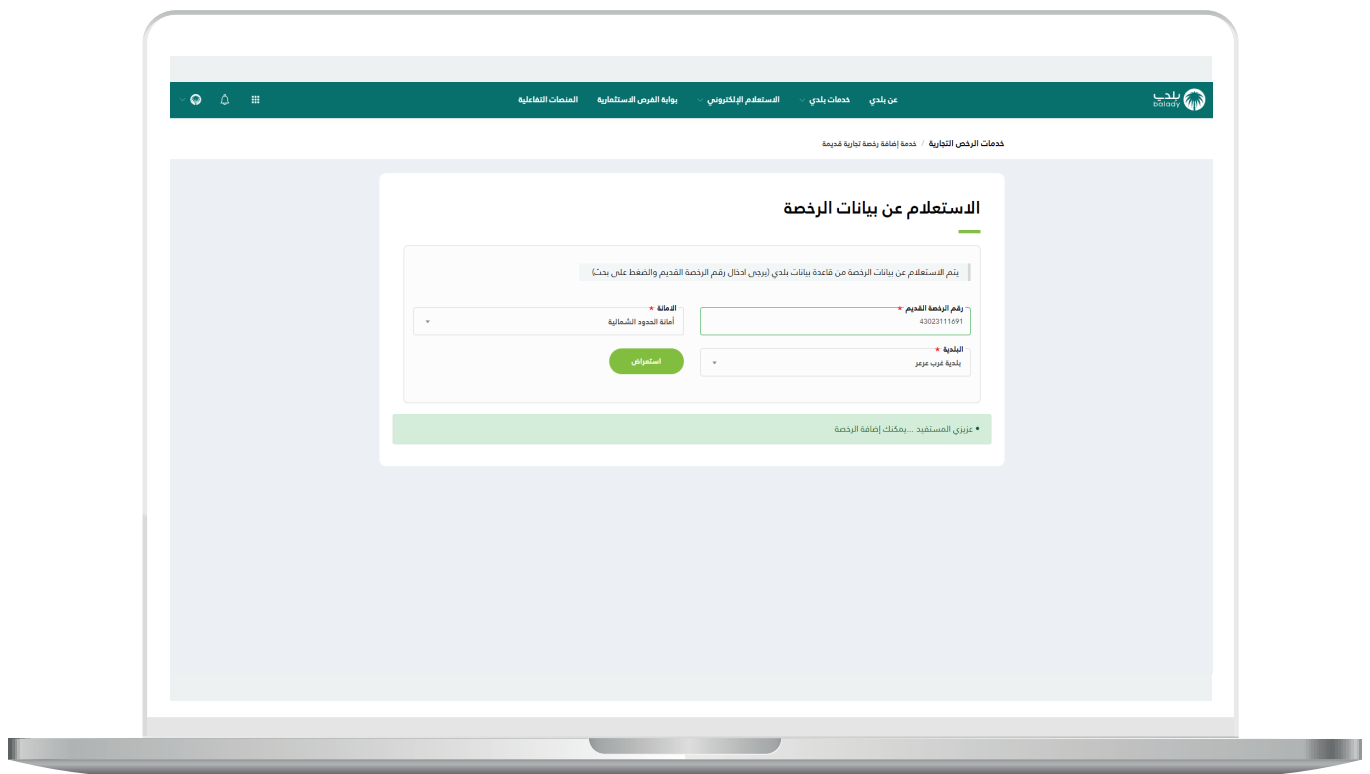 بلدي
balady
عن بلدي
خدمات بلدي
الاستعلام الإلكتروني
بوابة الفرص الاستثمارية
المنصات التفاعلية
خدمات الرخص التجارية / خدمة إضافة رخصة تجارية قديمة
الاستعلام عن بيانات الرخصة
يتم الاستعلام عن بيانات الرخصة من قاعدة بيانات بلدي (يرجى ادخال رقم الرخصة القديم والضغط على بحث)
رقم الرخصة القديم *
43023111691
الامانة *
أمانة الحدود الشمالية
البلدية *
بلدية غرب عرعر
استعراض
• عزيزي المستفيد ...يمكنك إضافة الرخصة